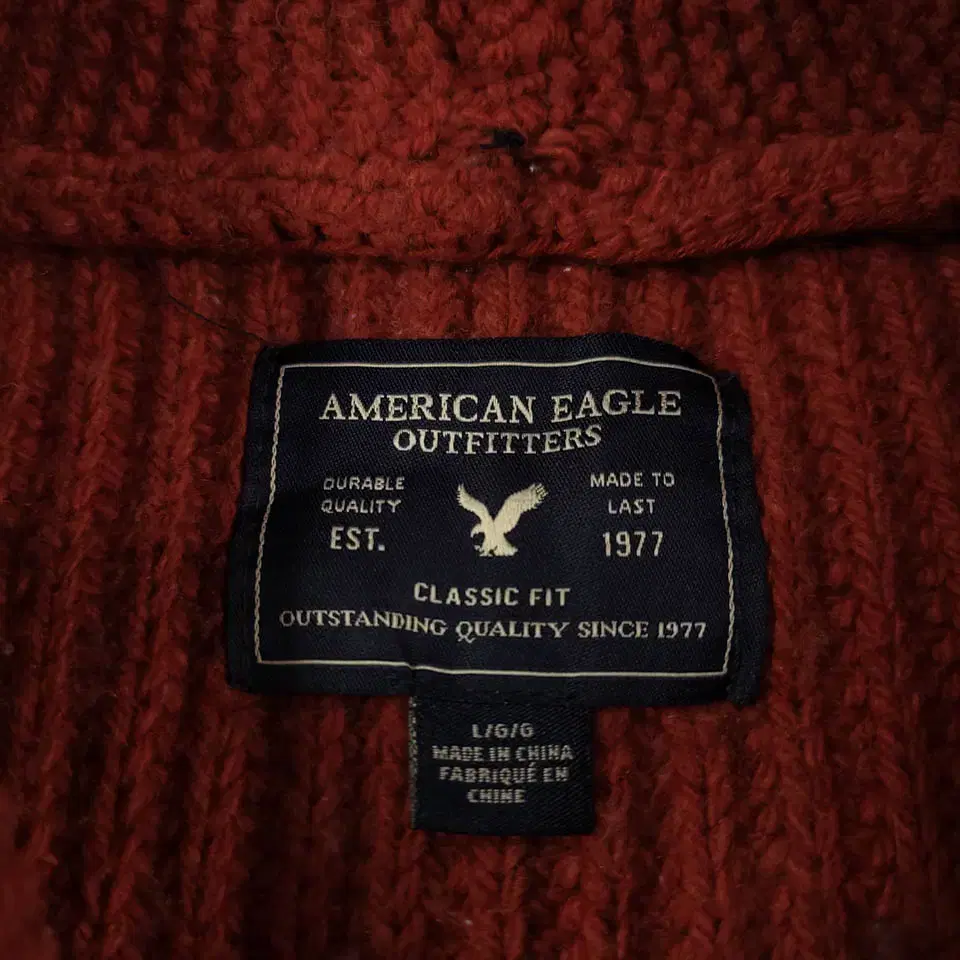 AMERICAN EAGLE
OUTFITTERS
DURABLE
QUALITY
EST.
MADE TO
LAST
1977
CLASSIC FIT
OUTSTANDING QUALITY SINCE 1977
L/G/G
MADE IN CHINA
FABRIQUÉ EN
CHINE